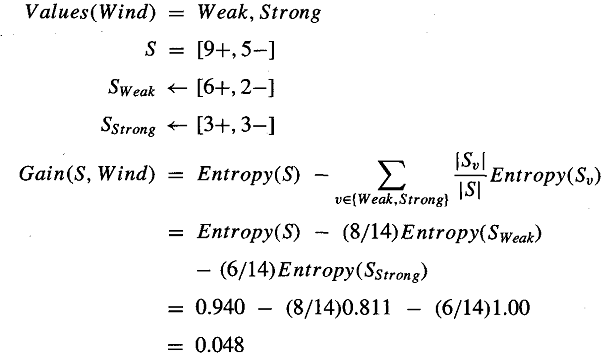 Values(Wind) = Weak, Strong
S = [9+, 5−]
S_Weak ← [6+, 2−]
S_Strong ← [3+, 3−]
Gain(S, Wind) = Entropy(S) − ∑_{v∈{Weak,Strong}} |S_v|/|S| Entropy(S_v)
= Entropy(S) − (8/14)Entropy(S_Weak)
− (6/14)Entropy(S_Strong)
= 0.940 − (8/14)0.811 − (6/14)1.00
= 0.048